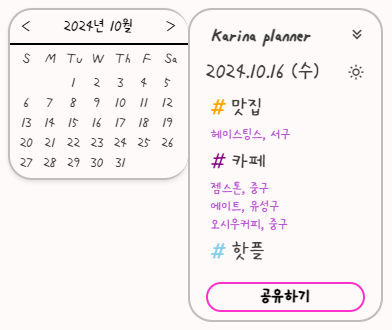 < 2024년 10월 >
S M Tu W Th F Sa
1 2 3 4 5
6 7 8 9 10 11 12
13 14 15 16 17 18 19
20 21 22 23 24 25 26
27 28 29 30 31
Karina planner
2024.10.16 (수)
# 맛집
헤이스팅스, 서구
# 카페
젬스톤, 중구
에이트, 유성구
오시우커피, 중구
# 핫플
공유하기